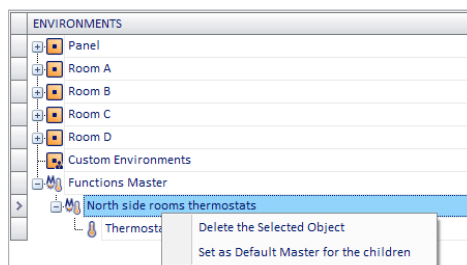 ENVIRONMENTS
Panel
Room A
Room B
Room C
Room D
Custom Environments
Functions Master
North side rooms thermostats
Delete the Selected Object
Set as Default Master for the children